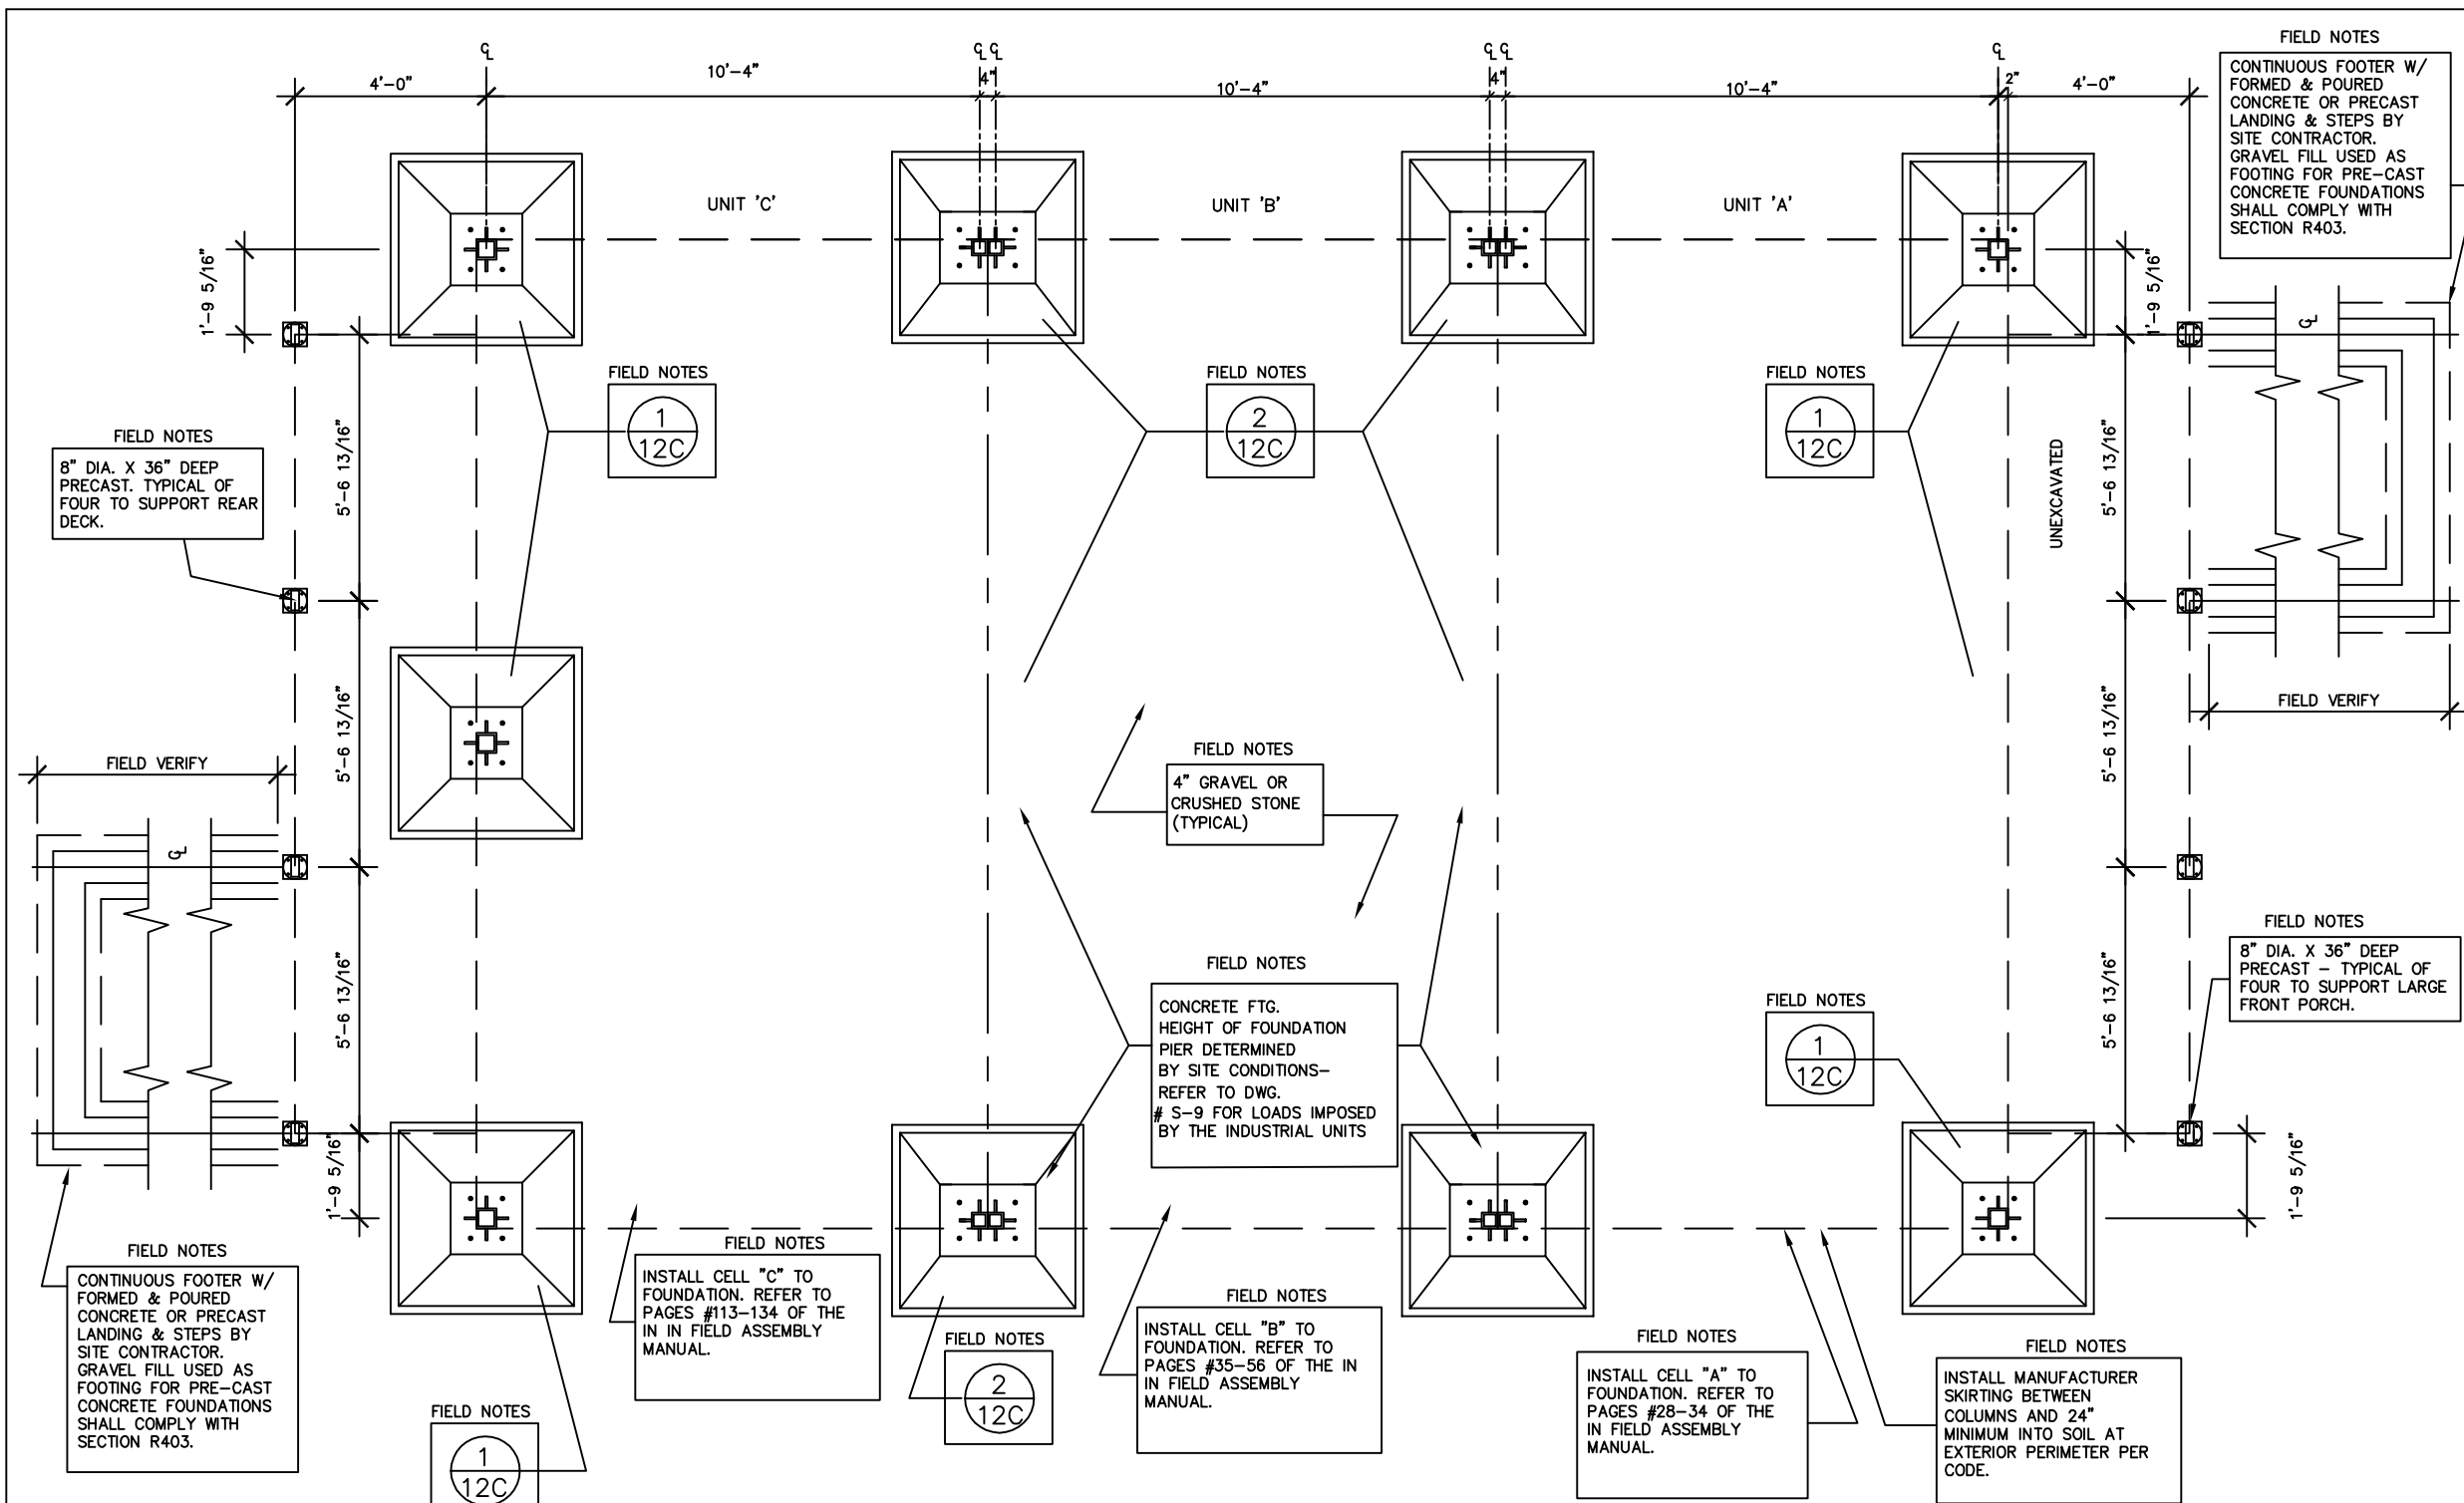 FIELD NOTES
CONTINUOUS FOOTER W/
FORMED & POURED
CONCRETE OR PRECAST
LANDING & STEPS BY
SITE CONTRACTOR.
GRAVEL FILL USED AS
FOOTING FOR PRE-CAST
CONCRETE FOUNDATIONS
SHALL COMPLY WITH
SECTION R403.
CL
CL CL
CL CL
CL
4'-0"
10'-4"
4"
10'-4"
4"
10'-4"
2"
4'-0"
UNIT 'C'
UNIT 'B'
UNIT 'A'
1'-9 5/16"
1'-9 5/16"
CL
FIELD NOTES
1
12C
FIELD NOTES
2
12C
FIELD NOTES
1
12C
FIELD NOTES
8" DIA. X 36" DEEP
PRECAST. TYPICAL OF
FOUR TO SUPPORT REAR
DECK.
5'-6 13/16"
UNEXCAVATED
5'-6 13/16"
FIELD VERIFY
5'-6 13/16"
5'-6 13/16"
FIELD VERIFY
FIELD NOTES
4" GRAVEL OR
CRUSHED STONE
(TYPICAL)
CL
FIELD NOTES
8" DIA. X 36" DEEP
PRECAST - TYPICAL OF
FOUR TO SUPPORT LARGE
FRONT PORCH.
5'-6 13/16"
5'-6 13/16"
FIELD NOTES
CONCRETE FTG.
HEIGHT OF FOUNDATION
PIER DETERMINED
BY SITE CONDITIONS-
REFER TO DWG.
# S-9 FOR LOADS IMPOSED
BY THE INDUSTRIAL UNITS
FIELD NOTES
1
12C
1'-9 5/16"
1'-9 5/16"
FIELD NOTES
CONTINUOUS FOOTER W/
FORMED & POURED
CONCRETE OR PRECAST
LANDING & STEPS BY
SITE CONTRACTOR.
GRAVEL FILL USED AS
FOOTING FOR PRE-CAST
CONCRETE FOUNDATIONS
SHALL COMPLY WITH
SECTION R403.
FIELD NOTES
1
12C
FIELD NOTES
INSTALL CELL "C" TO
FOUNDATION. REFER TO
PAGES #113-134 OF THE
IN IN FIELD ASSEMBLY
MANUAL.
FIELD NOTES
2
12C
FIELD NOTES
INSTALL CELL "B" TO
FOUNDATION. REFER TO
PAGES #35-56 OF THE IN
IN FIELD ASSEMBLY
MANUAL.
FIELD NOTES
INSTALL CELL "A" TO
FOUNDATION. REFER TO
PAGES #28-34 OF THE
IN FIELD ASSEMBLY
MANUAL.
FIELD NOTES
INSTALL MANUFACTURER
SKIRTING BETWEEN
COLUMNS AND 24"
MINIMUM INTO SOIL AT
EXTERIOR PERIMETER PER
CODE.